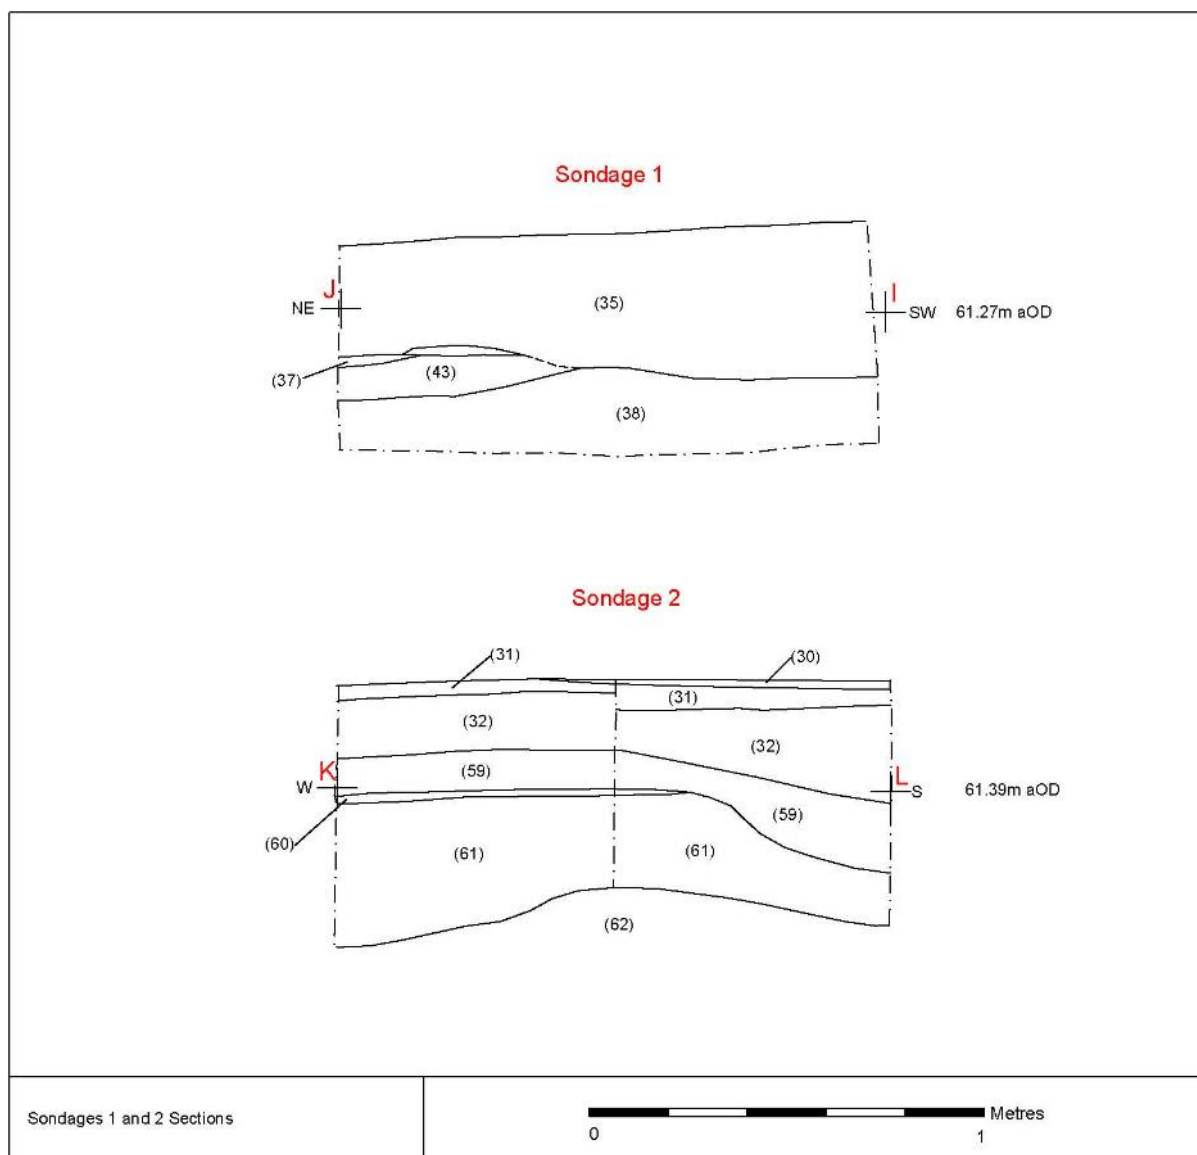 Sondage 1
J
I
NE
(35)
SW 61.27m aOD
(37)
(43)
(38)
Sondage 2
(31)
(30)
(31)
(32)
(32)
K
(59)
L
W
S 61.39m aOD
(59)
(60)
(61)
(61)
(62)
Sondages 1 and 2 Sections
Metres
0 1